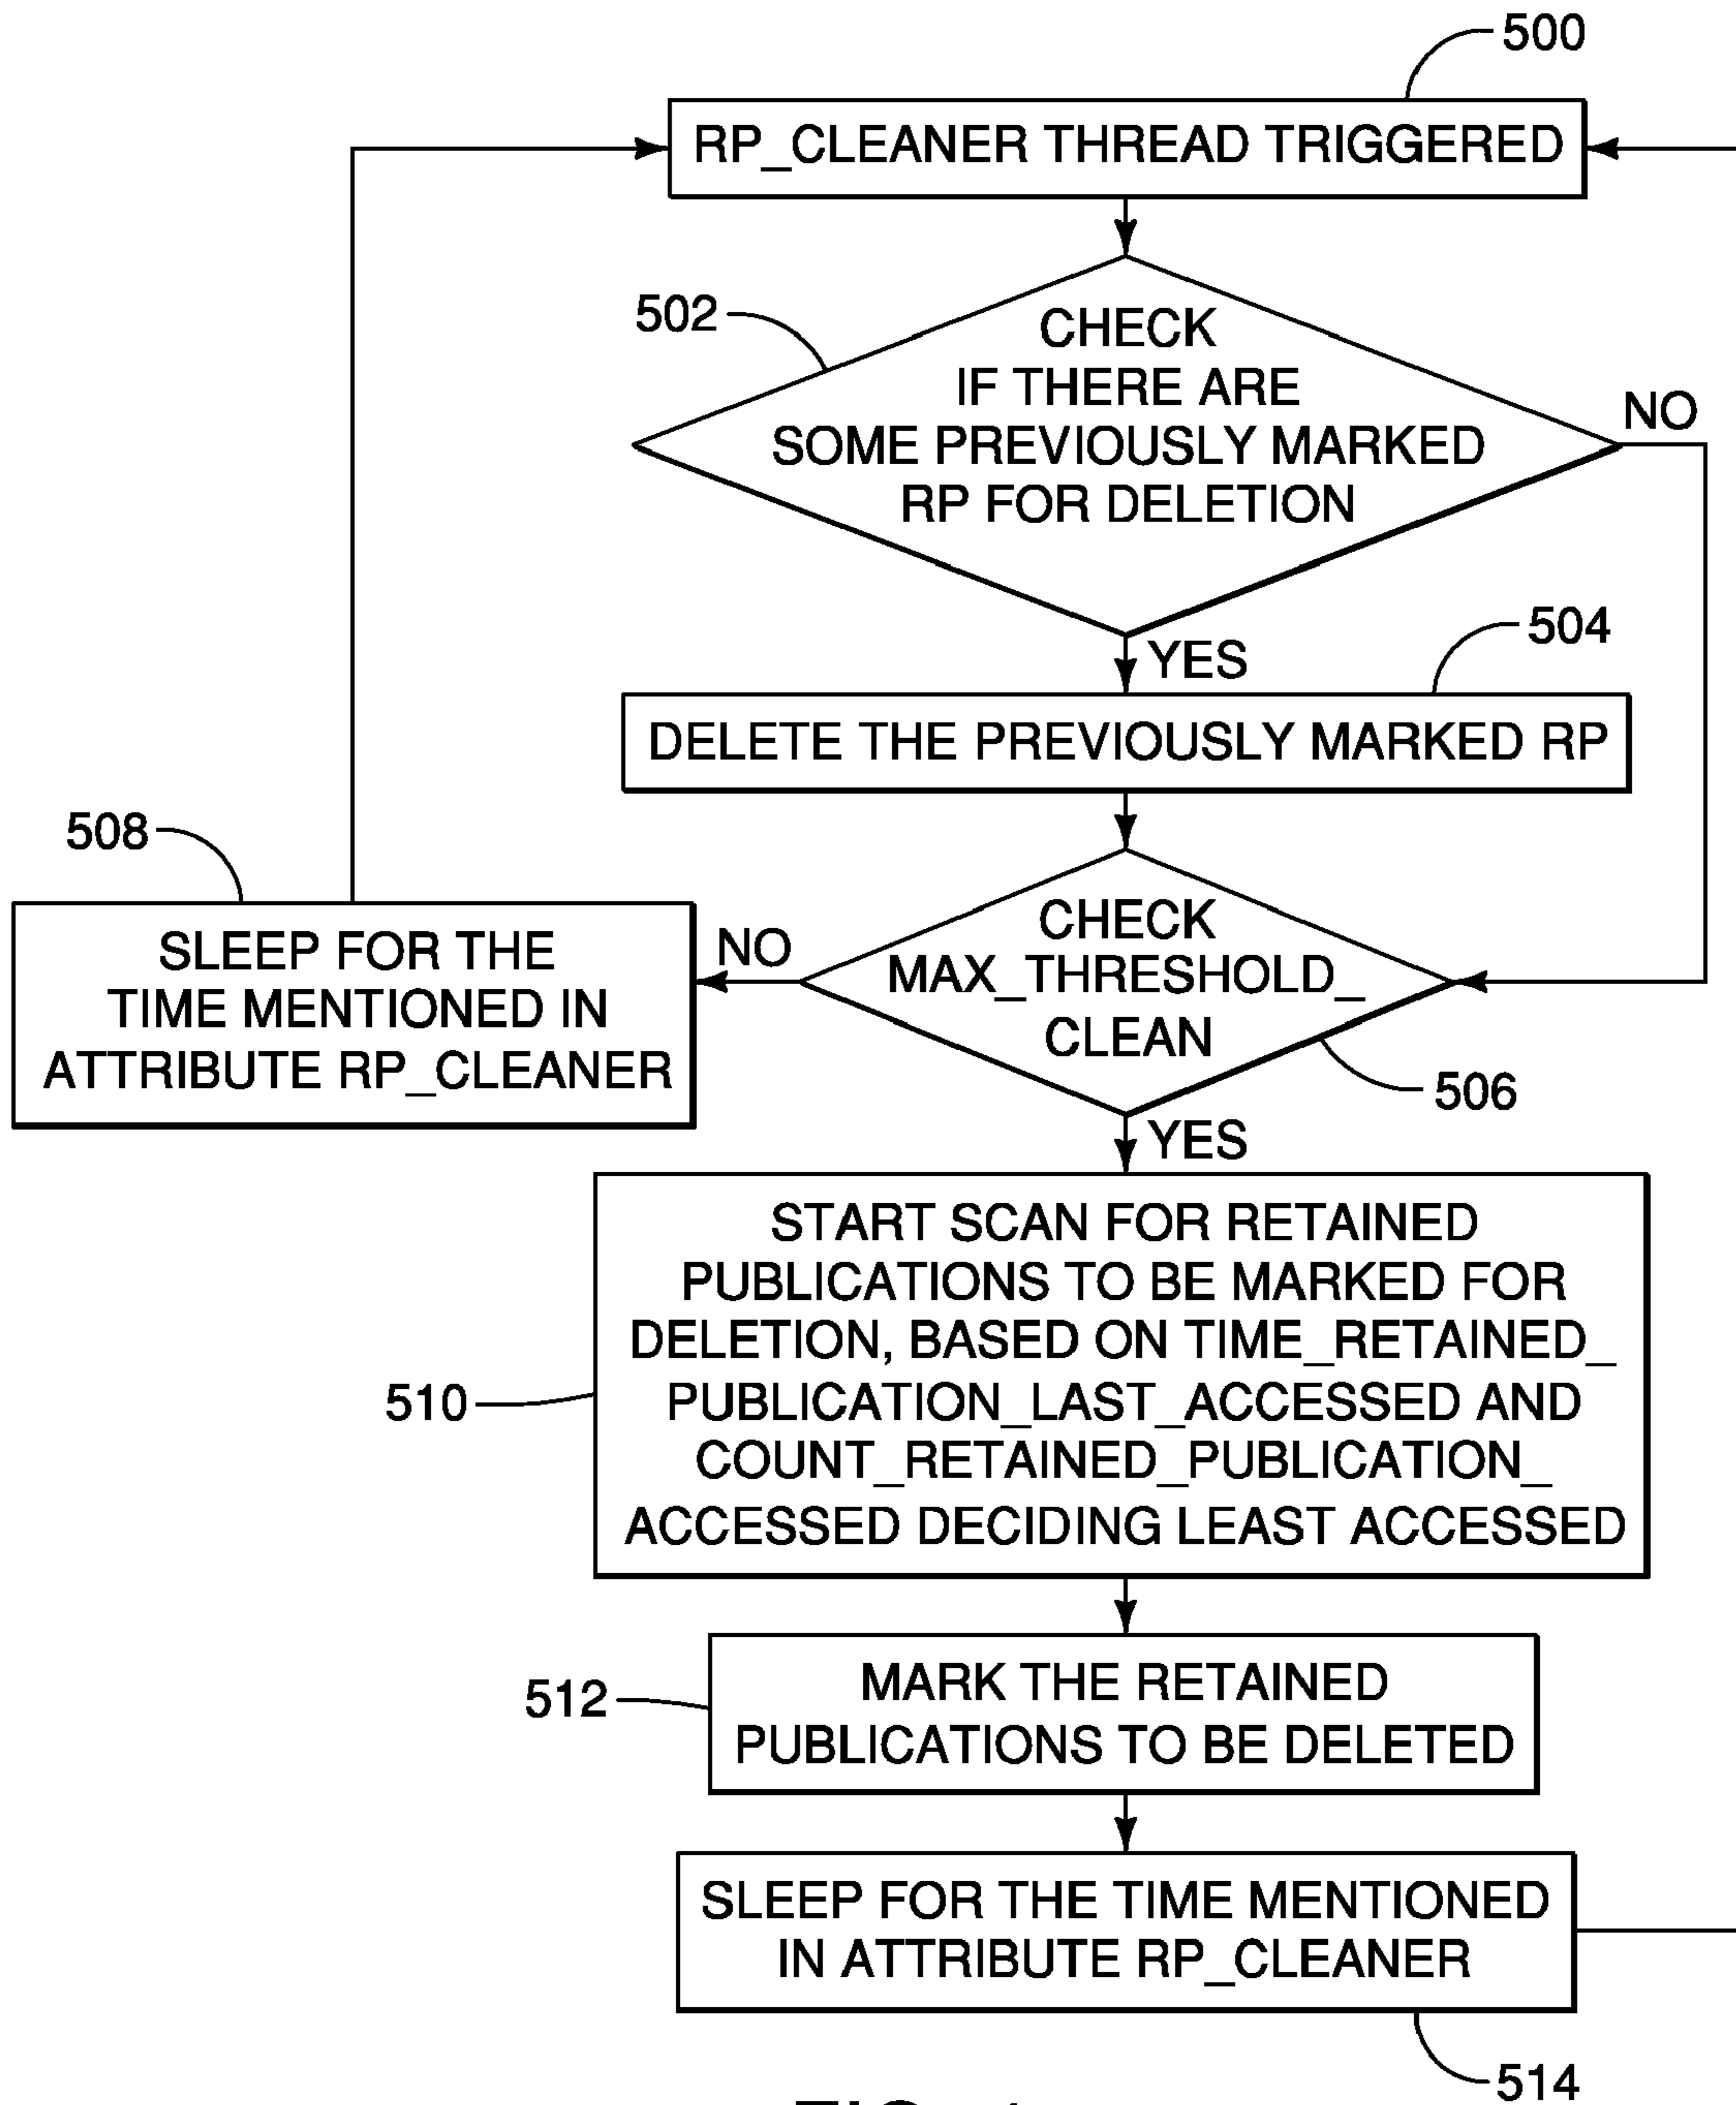 500
RP_CLEANER THREAD TRIGGERED
502
CHECK
IF THERE ARE
SOME PREVIOUSLY MARKED
RP FOR DELETION
NO
YES
504
DELETE THE PREVIOUSLY MARKED RP
508
SLEEP FOR THE
TIME MENTIONED IN
ATTRIBUTE RP_CLEANER
NO
CHECK
MAX_THRESHOLD_
CLEAN
506
YES
START SCAN FOR RETAINED
PUBLICATIONS TO BE MARKED FOR
DELETION, BASED ON TIME_RETAINED_
PUBLICATION_LAST_ACCESSED AND
COUNT_RETAINED_PUBLICATION_
ACCESSED DECIDING LEAST ACCESSED
510
512
MARK THE RETAINED
PUBLICATIONS TO BE DELETED
SLEEP FOR THE TIME MENTIONED
IN ATTRIBUTE RP_CLEANER
514